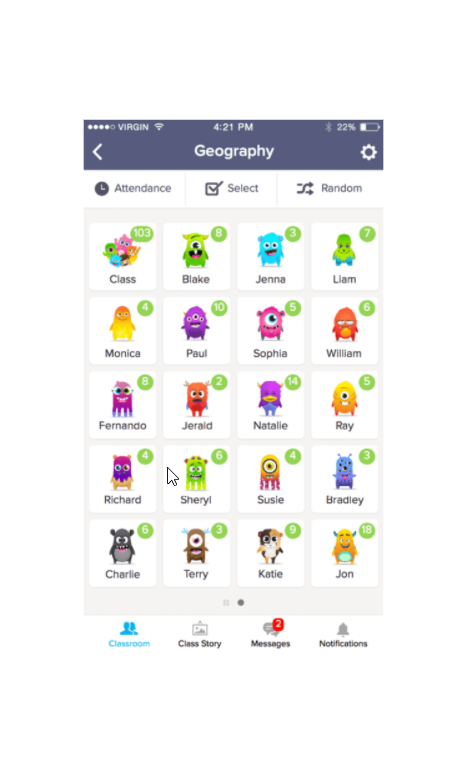 VIRGIN 4:21 PM 22%
Geography
Attendance Select Random
103 8 3 7
Class Blake Jenna Liam
4 10 5 6
Monica Paul Sophia William
8 2 14 5
Fernando Jerald Natalie Ray
4 6 4 3
Richard Sheryl Susie Bradley
6 3 9 18
Charlie Terry Katie Jon
2
Classroom Class Story Messages Notifications